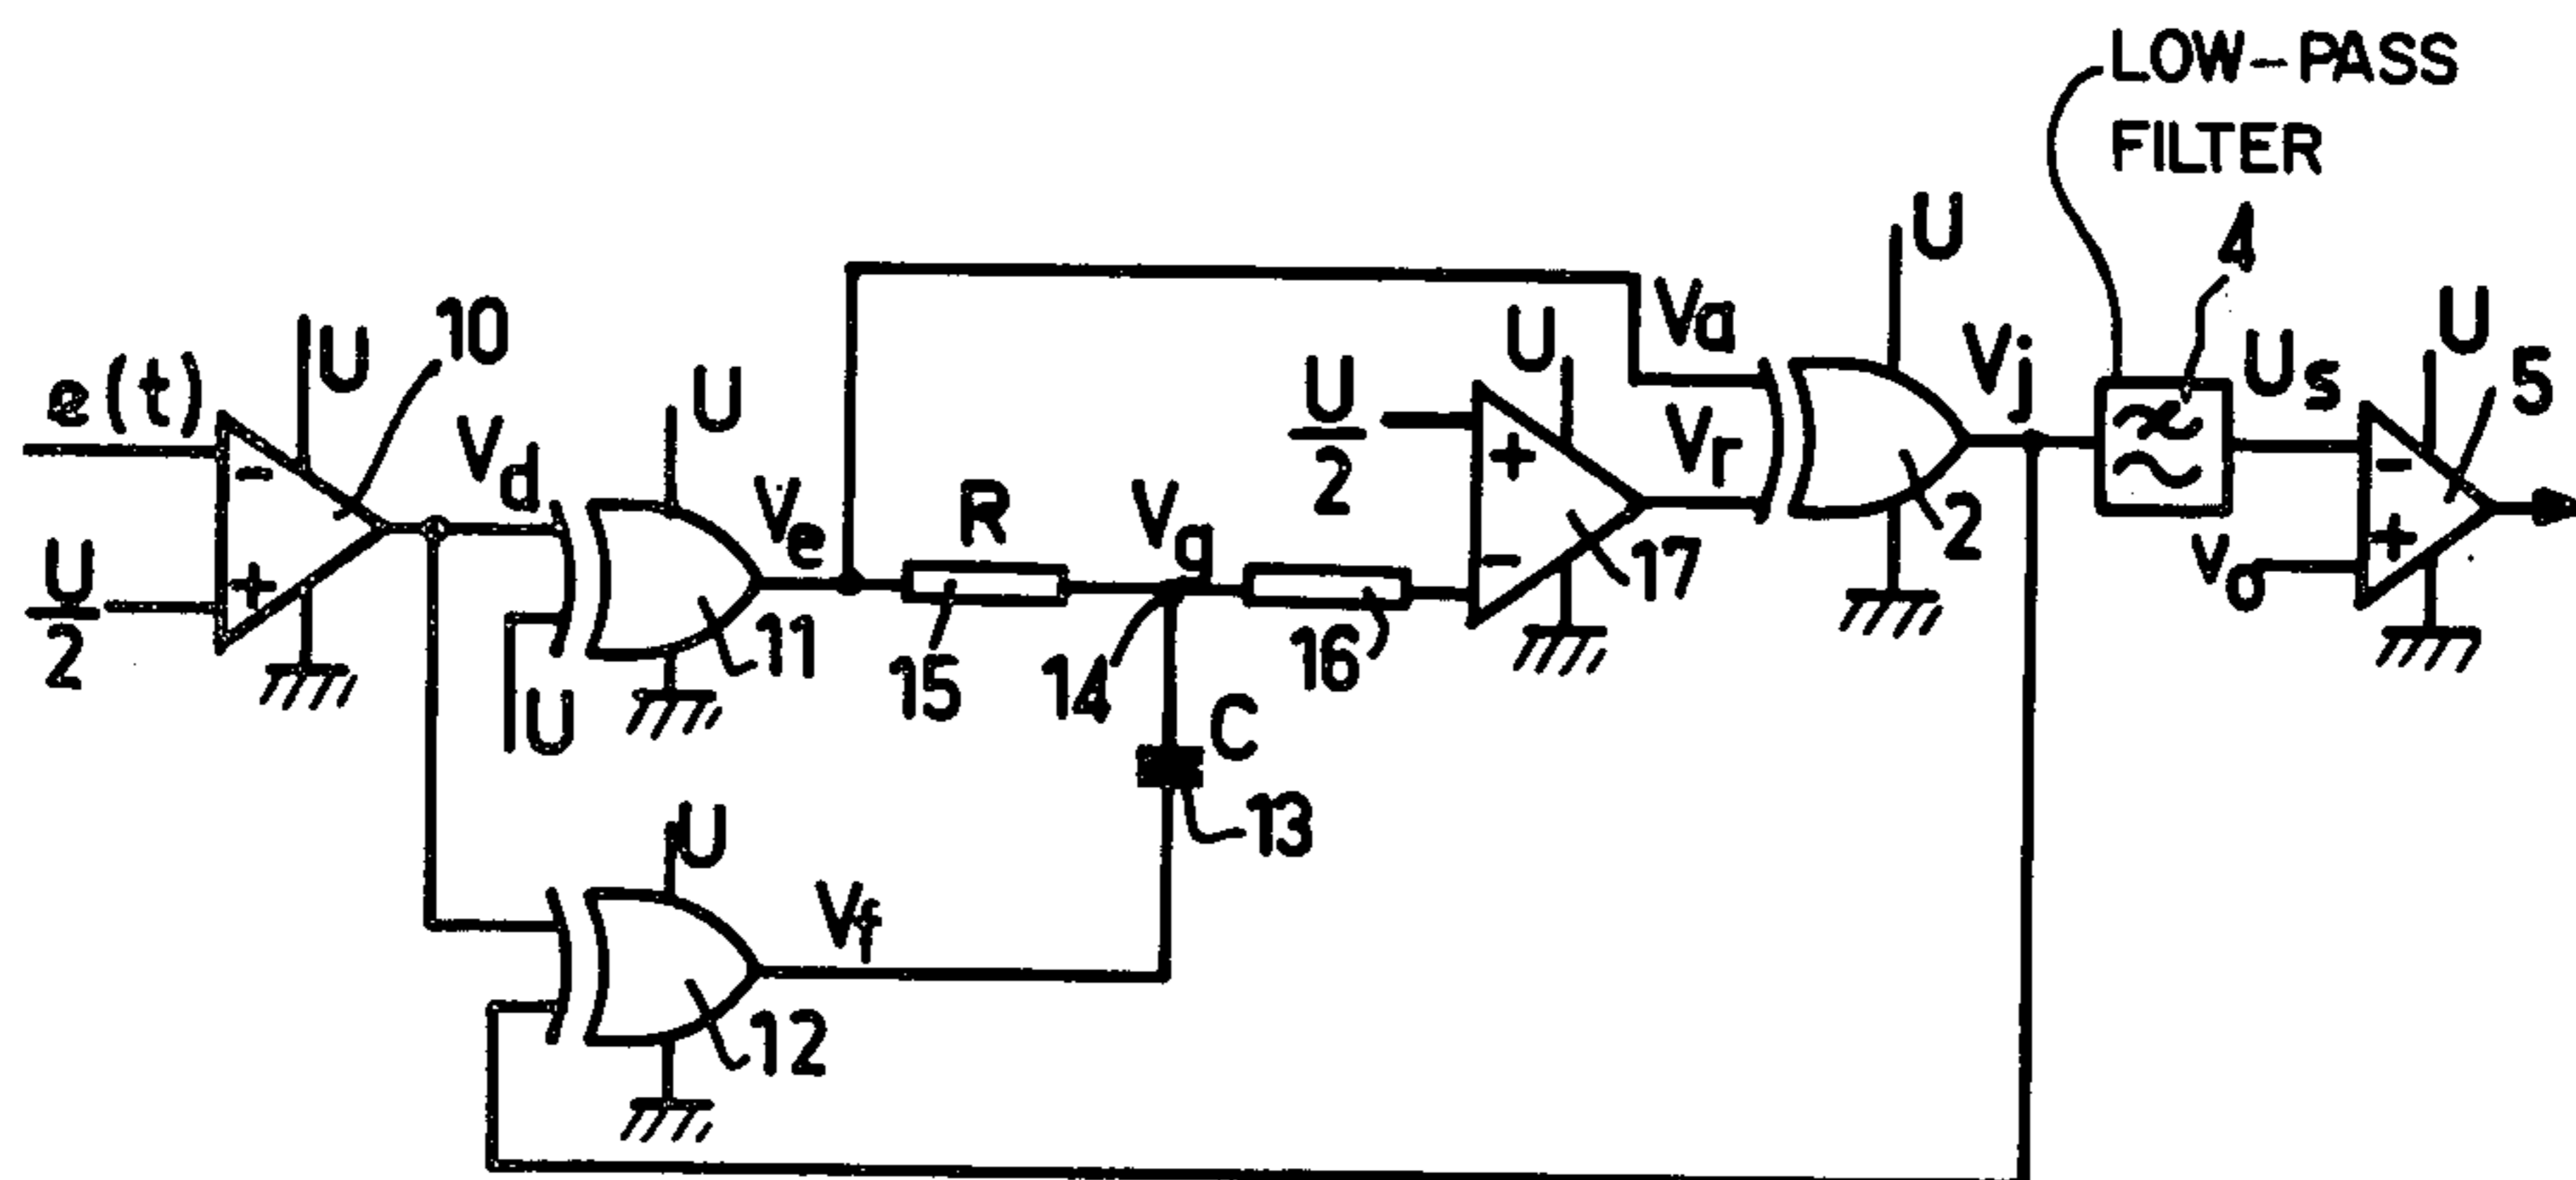 LOW-PASS
FILTER
4
U
10
e(t)
U
Vd
U
Va
U/2
U
Vr
Vj
Us
U
5
U
Ve
R
Vg
17
2
Vo
U/2
11
15
14
16
U
C
13
U
Vf
12